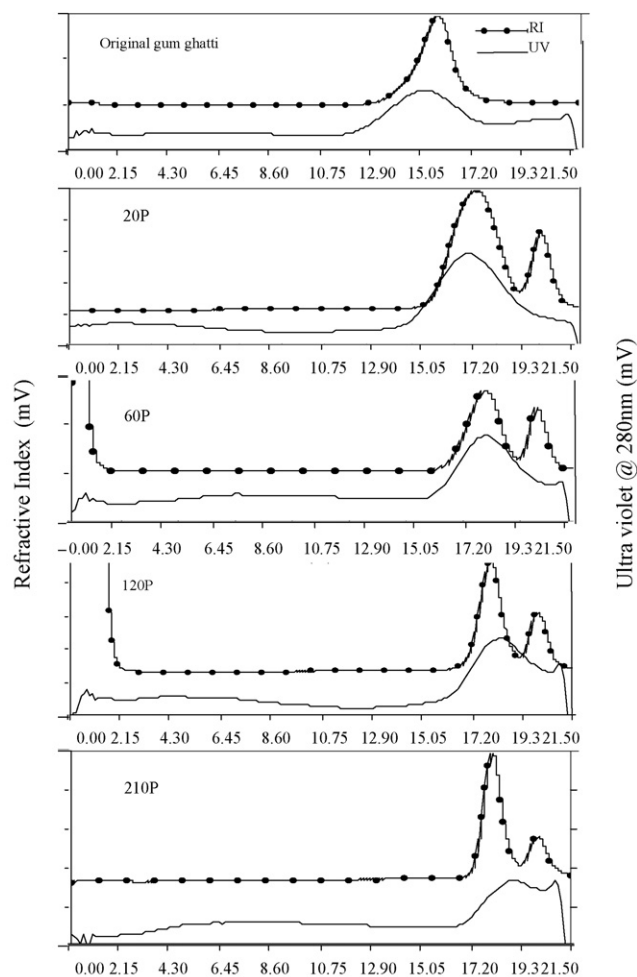 Original gum ghatti
RI
UV
0.00 2.15 4.30 6.45 8.60 10.75 12.90 15.05 17.20 19.3 21.50
20P
0.00 2.15 4.30 6.45 8.60 10.75 12.90 15.05 17.20 19.3 21.50
60P
−0.00 2.15 4.30 6.45 8.60 10.75 12.90 15.05 17.20 19.3 21.50
120P
0.00 2.15 4.30 6.45 8.60 10.75 12.90 15.05 17.20 19.3 21.50
210P
0.00 2.15 4.30 6.45 8.60 10.75 12.90 15.05 17.20 19.3 21.50
Refractive Index (mV)
Ultra violet @ 280nm (mV)